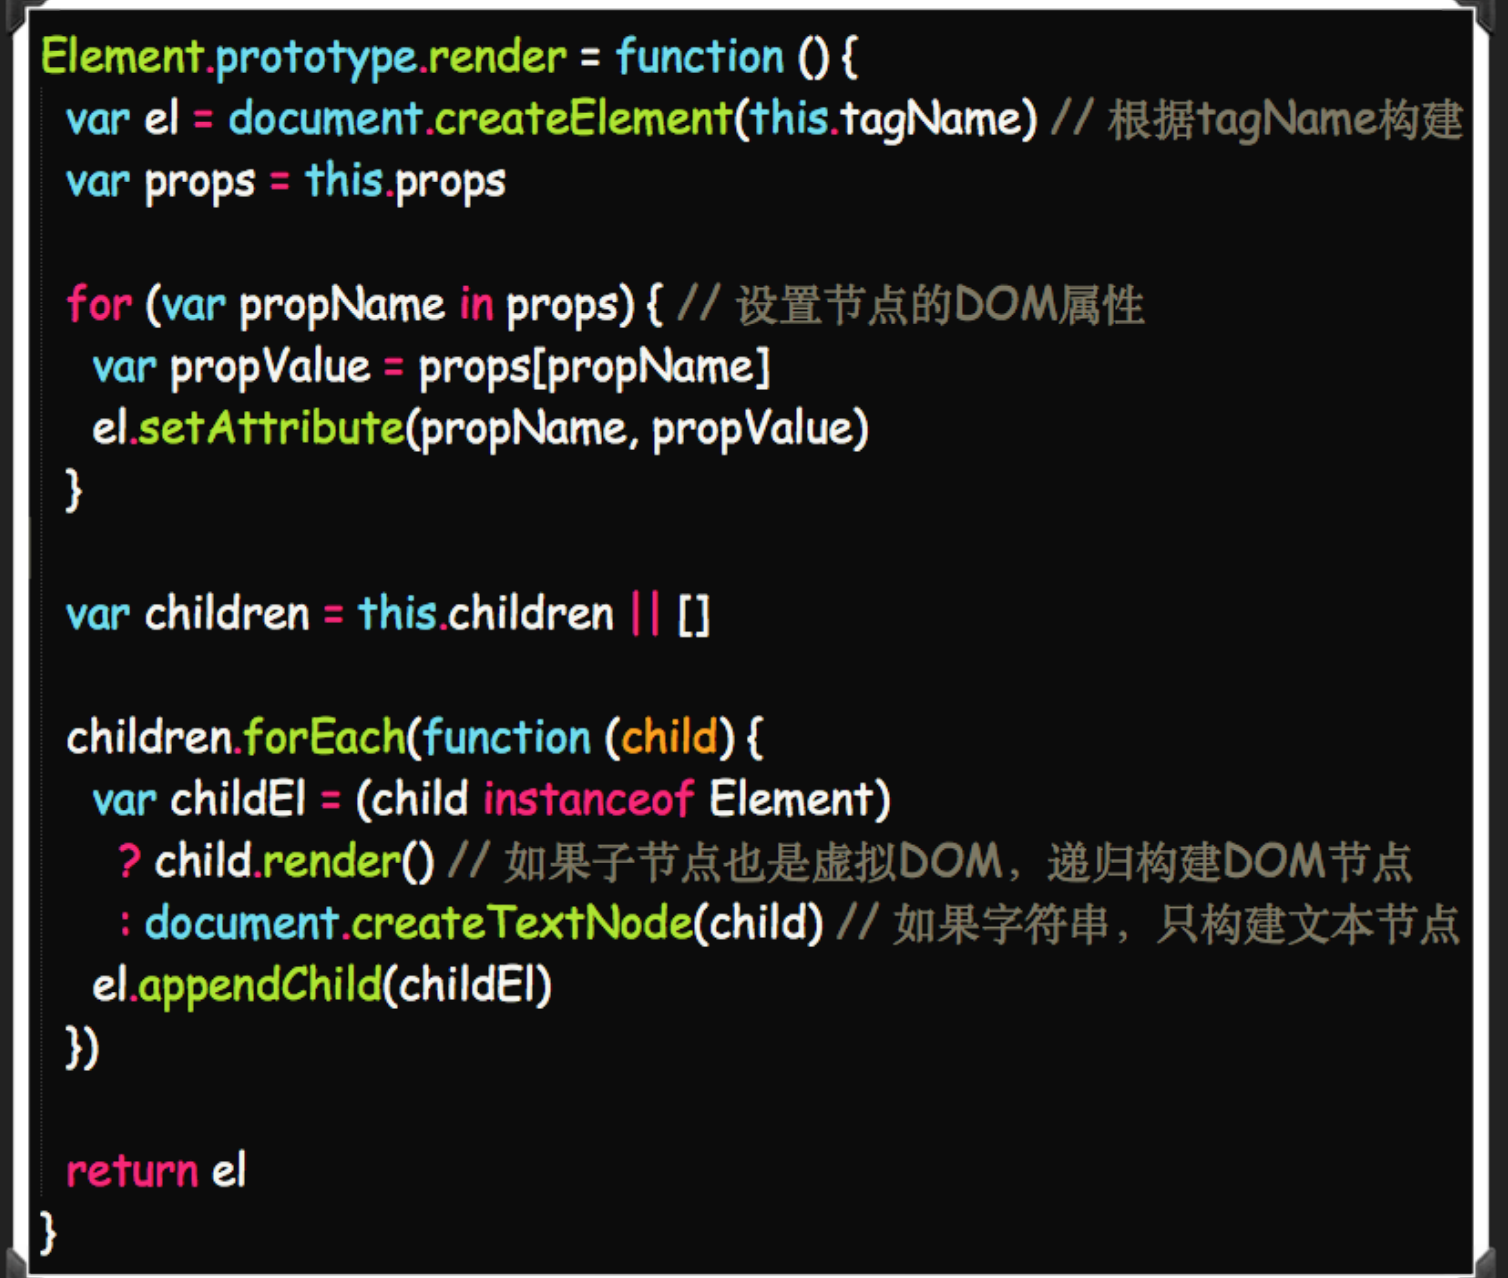 Element.prototype.render = function () {
var el = document.createElement(this.tagName) // 根据tagName构建
var props = this.props
for (var propName in props) { // 设置节点的DOM属性
var propValue = props[propName]
el.setAttribute(propName, propValue)
}
var children = this.children || []
children.forEach(function (child) {
var childEl = (child instanceof Element)
? child.render() // 如果子节点也是虚拟DOM，递归构建DOM节点
: document.createTextNode(child) // 如果字符串，只构建文本节点
el.appendChild(childEl)
})
return el
}